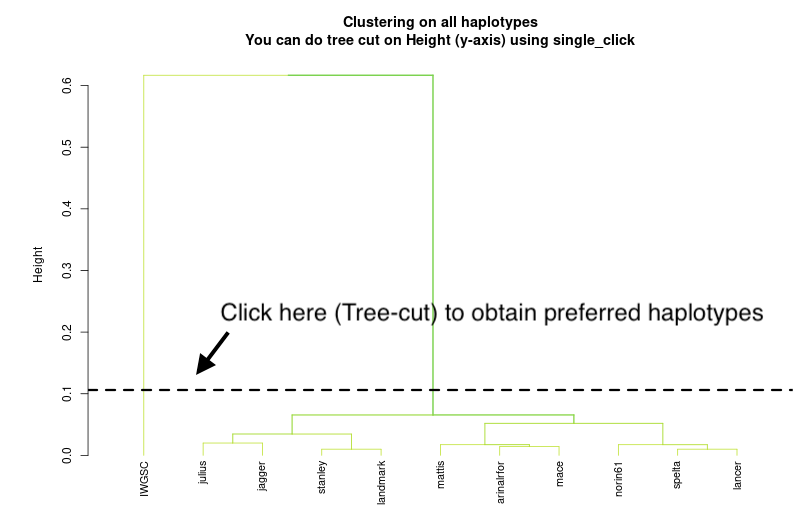 Clustering on all haplotypes
You can do tree cut on Height (y-axis) using single_click
0.6
0.5
0.4
0.3
0.2
0.1
0.0
Height
Click here (Tree-cut) to obtain preferred haplotypes
IWGSC
julius
jagger
stanley
landmark
mattis
arinalrfor
mace
norin61
spelta
lancer